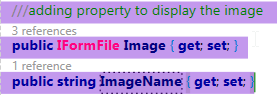 ///adding property to display the image
3 references
public IFormFile Image { get; set; }
1 reference
public string ImageName { get; set; }